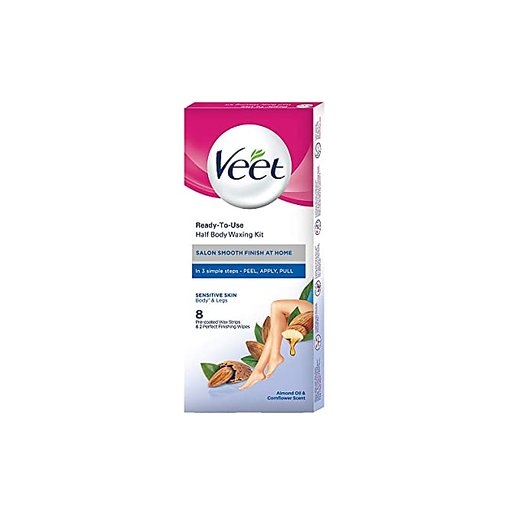 Veet
Ready-To-Use
Half Body Waxing Kit
SALON SMOOTH FINISH AT HOME
In 3 simple steps - PEEL, APPLY, PULL
SENSITIVE SKIN
Body* & Legs
8
Pre-coated Wax Strips
& 2 Perfect Finishing Wipes
Almond Oil &
Cornflower Scent